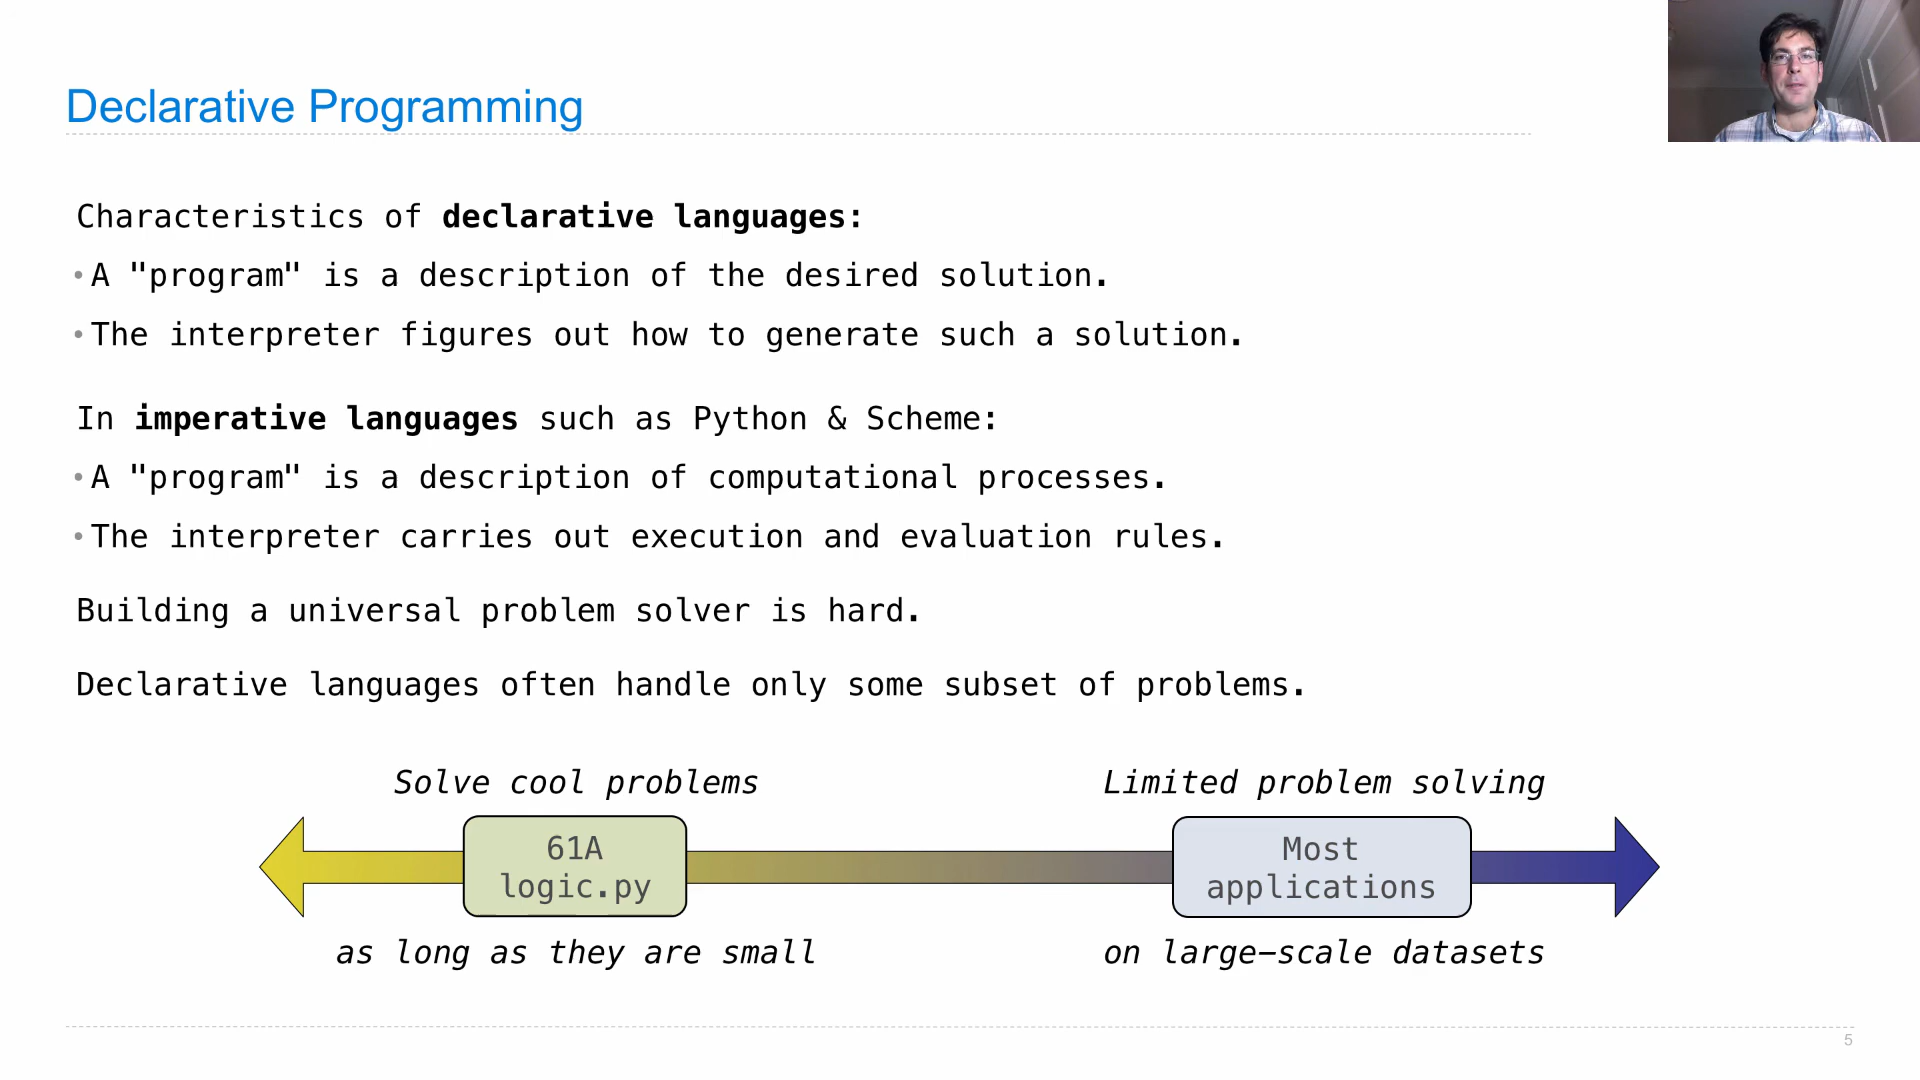 Declarative Programming
Characteristics of declarative languages:
•A "program" is a description of the desired solution.
•The interpreter figures out how to generate such a solution.
In imperative languages such as Python & Scheme:
•A "program" is a description of computational processes.
•The interpreter carries out execution and evaluation rules.
Building a universal problem solver is hard.
Declarative languages often handle only some subset of problems.
Solve cool problems
61A
logic.py
as long as they are small
Limited problem solving
Most
applications
on large–scale datasets
5